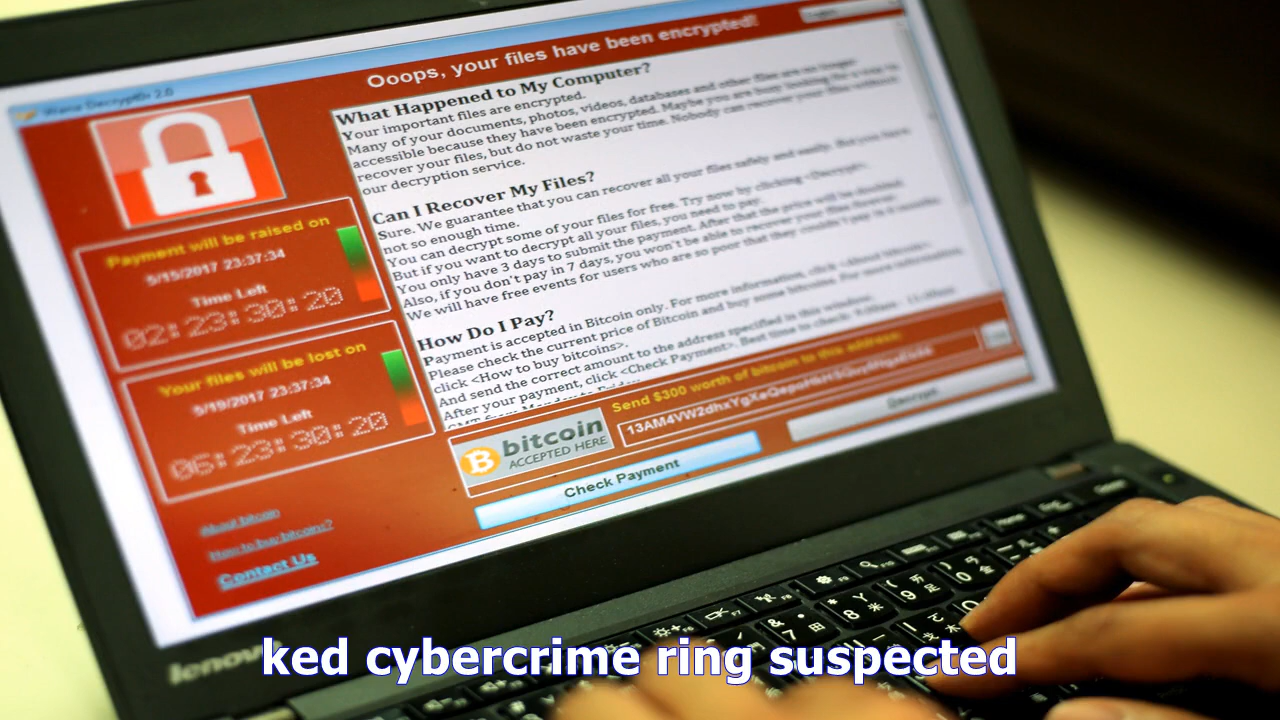 Wana Decrypt0r 2.0
Ooops, your files have been encrypted!
Payment will be raised on
5/15/2017 23:37:34
Time Left
02:23:30:20
Your files will be lost on
5/19/2017 23:37:34
Time Left
06:23:30:20
About bitcoin
How to buy bitcoins?
Contact Us
What Happened to My Computer?
Your important files are encrypted.
Many of your documents, photos, videos, databases and other files are no longer
accessible because they have been encrypted. Maybe you are busy looking for a way to
recover your files, but do not waste your time. Nobody can recover your files without
our decryption service.
Can I Recover My Files?
Sure. We guarantee that you can recover all your files safely and easily. But you have
not so enough time.
You can decrypt some of your files for free. Try now by clicking <Decrypt>.
But if you want to decrypt all your files, you need to pay.
You only have 3 days to submit the payment. After that the price will be doubled.
Also, if you don't pay in 7 days, you won't be able to recover your files forever.
We will have free events for users who are so poor that they couldn't pay in 6 months.
How Do I Pay?
Payment is accepted in Bitcoin only. For more information, click <About bitcoin>.
Please check the current price of Bitcoin and buy some bitcoins. For more information,
click <How to buy bitcoins>.
And send the correct amount to the address specified in this window.
After your payment, click <Check Payment>. Best time to check: 9:00am - 11:00am
bitcoin
ACCEPTED HERE
Send $300 worth of bitcoin to this address:
Check Payment
Decrypt
lenovo
ked cybercrime ring suspected